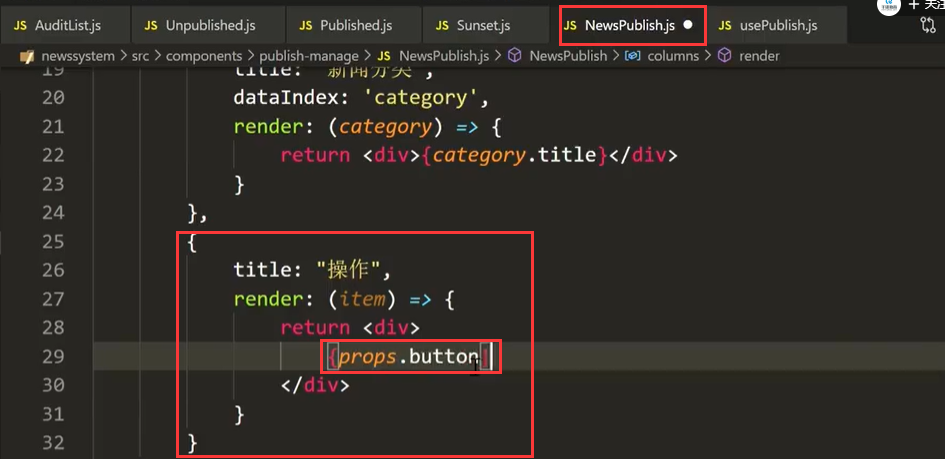 + 关注
JS AuditList.js JS Unpublished.js JS Published.js JS Sunset.js JS NewsPublish.js JS usePublish.js
newssystem > src > components > publish-manage > JS NewsPublish.js > NewsPublish > columns > render
19 title: "新闻分类",
20 dataIndex: 'category',
21 render: (category) => {
22 return <div>{category.title}</div>
23 }
24 },
25 {
26 title: "操作",
27 render: (item) => {
28 return <div>
29 {props.button}
30 </div>
31 }
32 }